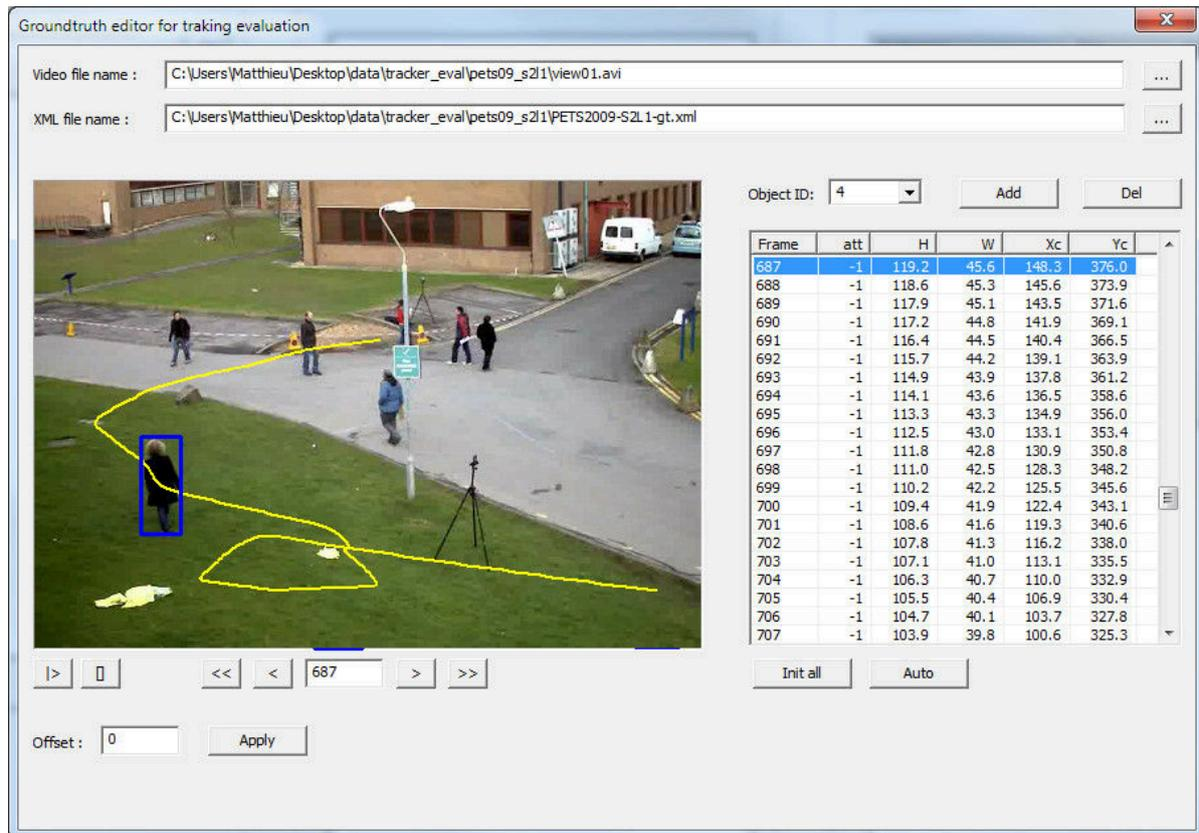 Groundtruth editor for traking evaluation
Video file name :
C:\Users\Matthieu\Desktop\data\tracker_eval\pets09_s2l1\view01.avi
...
XML file name :
C:\Users\Matthieu\Desktop\data\tracker_eval\pets09_s2l1\PETS2009-S2L1-gt.xml
...
Object ID:
4
Add
Del
Frame att H W Xc Yc
687 -1 119.2 45.6 148.3 376.0
688 -1 118.6 45.3 145.6 373.9
689 -1 117.9 45.1 143.5 371.6
690 -1 117.2 44.8 141.9 369.1
691 -1 116.4 44.5 140.4 366.5
692 -1 115.7 44.2 139.1 363.9
693 -1 114.9 43.9 137.8 361.2
694 -1 114.1 43.6 136.5 358.6
695 -1 113.3 43.3 134.9 356.0
696 -1 112.5 43.0 133.1 353.4
697 -1 111.8 42.8 130.9 350.8
698 -1 111.0 42.5 128.3 348.2
699 -1 110.2 42.2 125.5 345.6
700 -1 109.4 41.9 122.4 343.1
701 -1 108.6 41.6 119.3 340.6
702 -1 107.8 41.3 116.2 338.0
703 -1 107.1 41.0 113.1 335.5
704 -1 106.3 40.7 110.0 332.9
705 -1 105.5 40.4 106.9 330.4
706 -1 104.7 40.1 103.7 327.8
707 -1 103.9 39.8 100.6 325.3
|> [] << < 687 > >>
Init all
Auto
Offset :
0
Apply